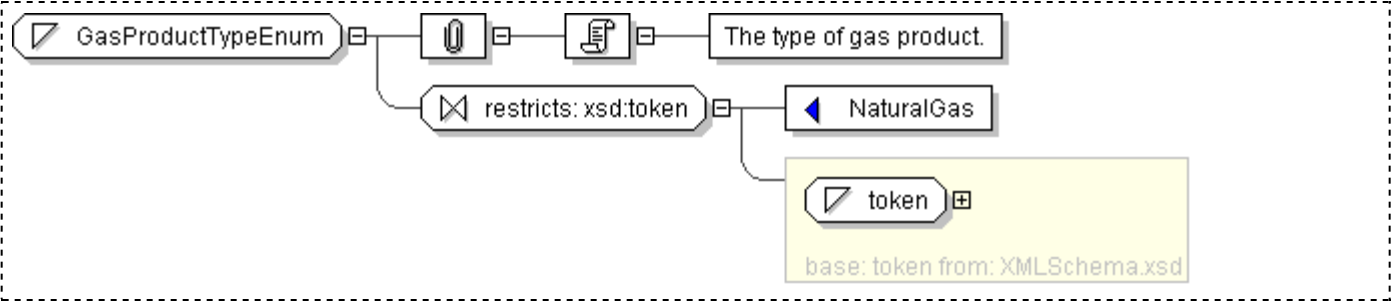 GasProductTypeEnum
The type of gas product.
restricts: xsd:token
NaturalGas
token
base: token from: XMLSchema.xsd